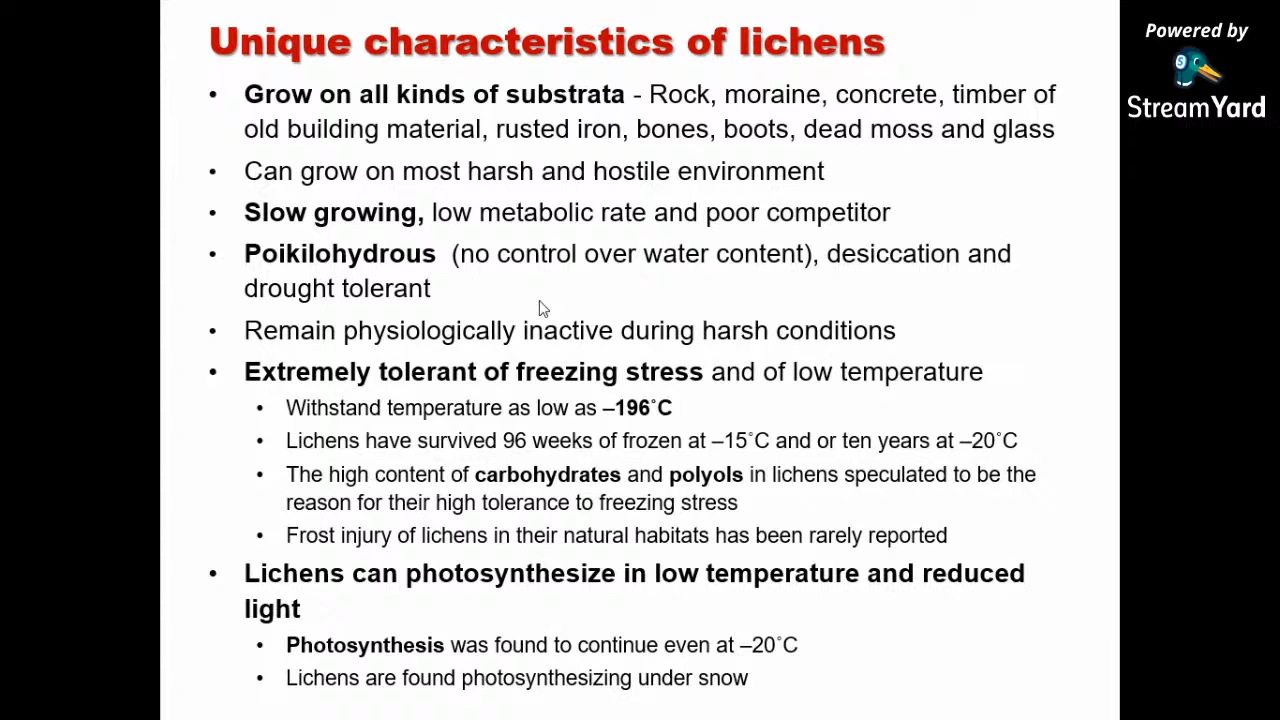 Unique characteristics of lichens
Powered by
StreamYard
• Grow on all kinds of substrata - Rock, moraine, concrete, timber of
old building material, rusted iron, bones, boots, dead moss and glass
• Can grow on most harsh and hostile environment
• Slow growing, low metabolic rate and poor competitor
• Poikilohydrous (no control over water content), desiccation and
drought tolerant
• Remain physiologically inactive during harsh conditions
• Extremely tolerant of freezing stress and of low temperature
• Withstand temperature as low as –196˚C
• Lichens have survived 96 weeks of frozen at –15˚C and or ten years at –20˚C
• The high content of carbohydrates and polyols in lichens speculated to be the
reason for their high tolerance to freezing stress
• Frost injury of lichens in their natural habitats has been rarely reported
• Lichens can photosynthesize in low temperature and reduced
light
• Photosynthesis was found to continue even at –20˚C
• Lichens are found photosynthesizing under snow